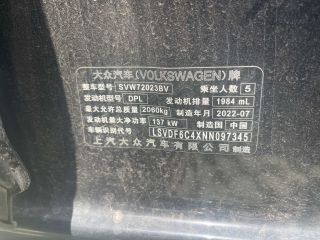 大众汽车(VOLKSWAGEN)牌
整车型号 SVW72023BV 乘坐人数 5
发动机型号 DPL 发动机排量 1984 mL
最大允许总质量 2060kg 制造年月 2022-07
发动机最大净功率 137 kW 制造国 中国
车辆识别代号 LSVDF6C4XNN097345
上汽大众汽车有限公司 制造